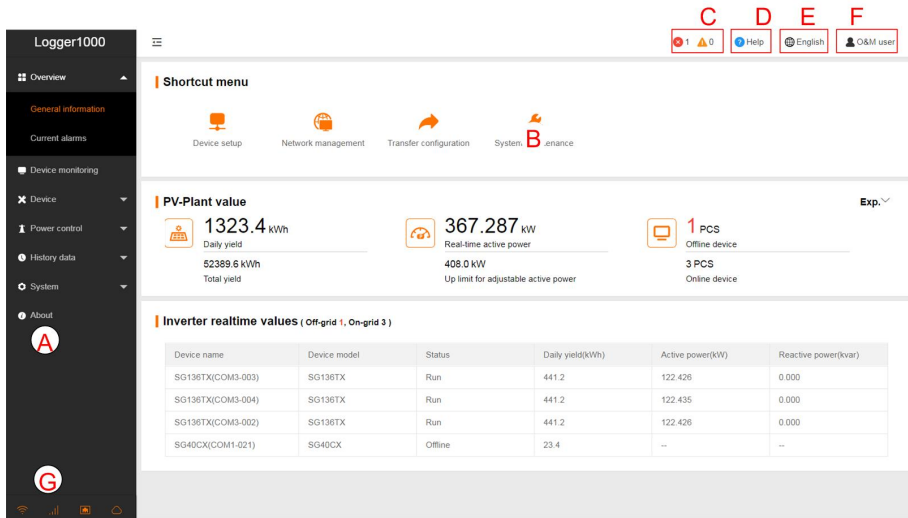 C D E F
Logger1000
1 0 Help English O&M user
Overview
General information
Current alarms
Device monitoring
Device
Power control
History data
System
About
A
G
Shortcut menu
Device setup Network management Transfer configuration System B enance
PV-Plant value Exp.
1323.4 kWh 367.287 kW 1 PCS
Daily yield Real-time active power Offline device
52389.6 kWh 408.0 kW 3 PCS
Total yield Up limit for adjustable active power Online device
Inverter realtime values ( Off-grid 1, On-grid 3 )
Device name Device model Status Daily yield(kWh) Active power(kW) Reactive power(kvar)
SG136TX(COM3-003) SG136TX Run 441.2 122.426 0.000
SG136TX(COM3-004) SG136TX Run 441.2 122.435 0.000
SG136TX(COM3-002) SG136TX Run 441.2 122.426 0.000
SG40CX(COM1-021) SG40CX Offline 23.4 -- --